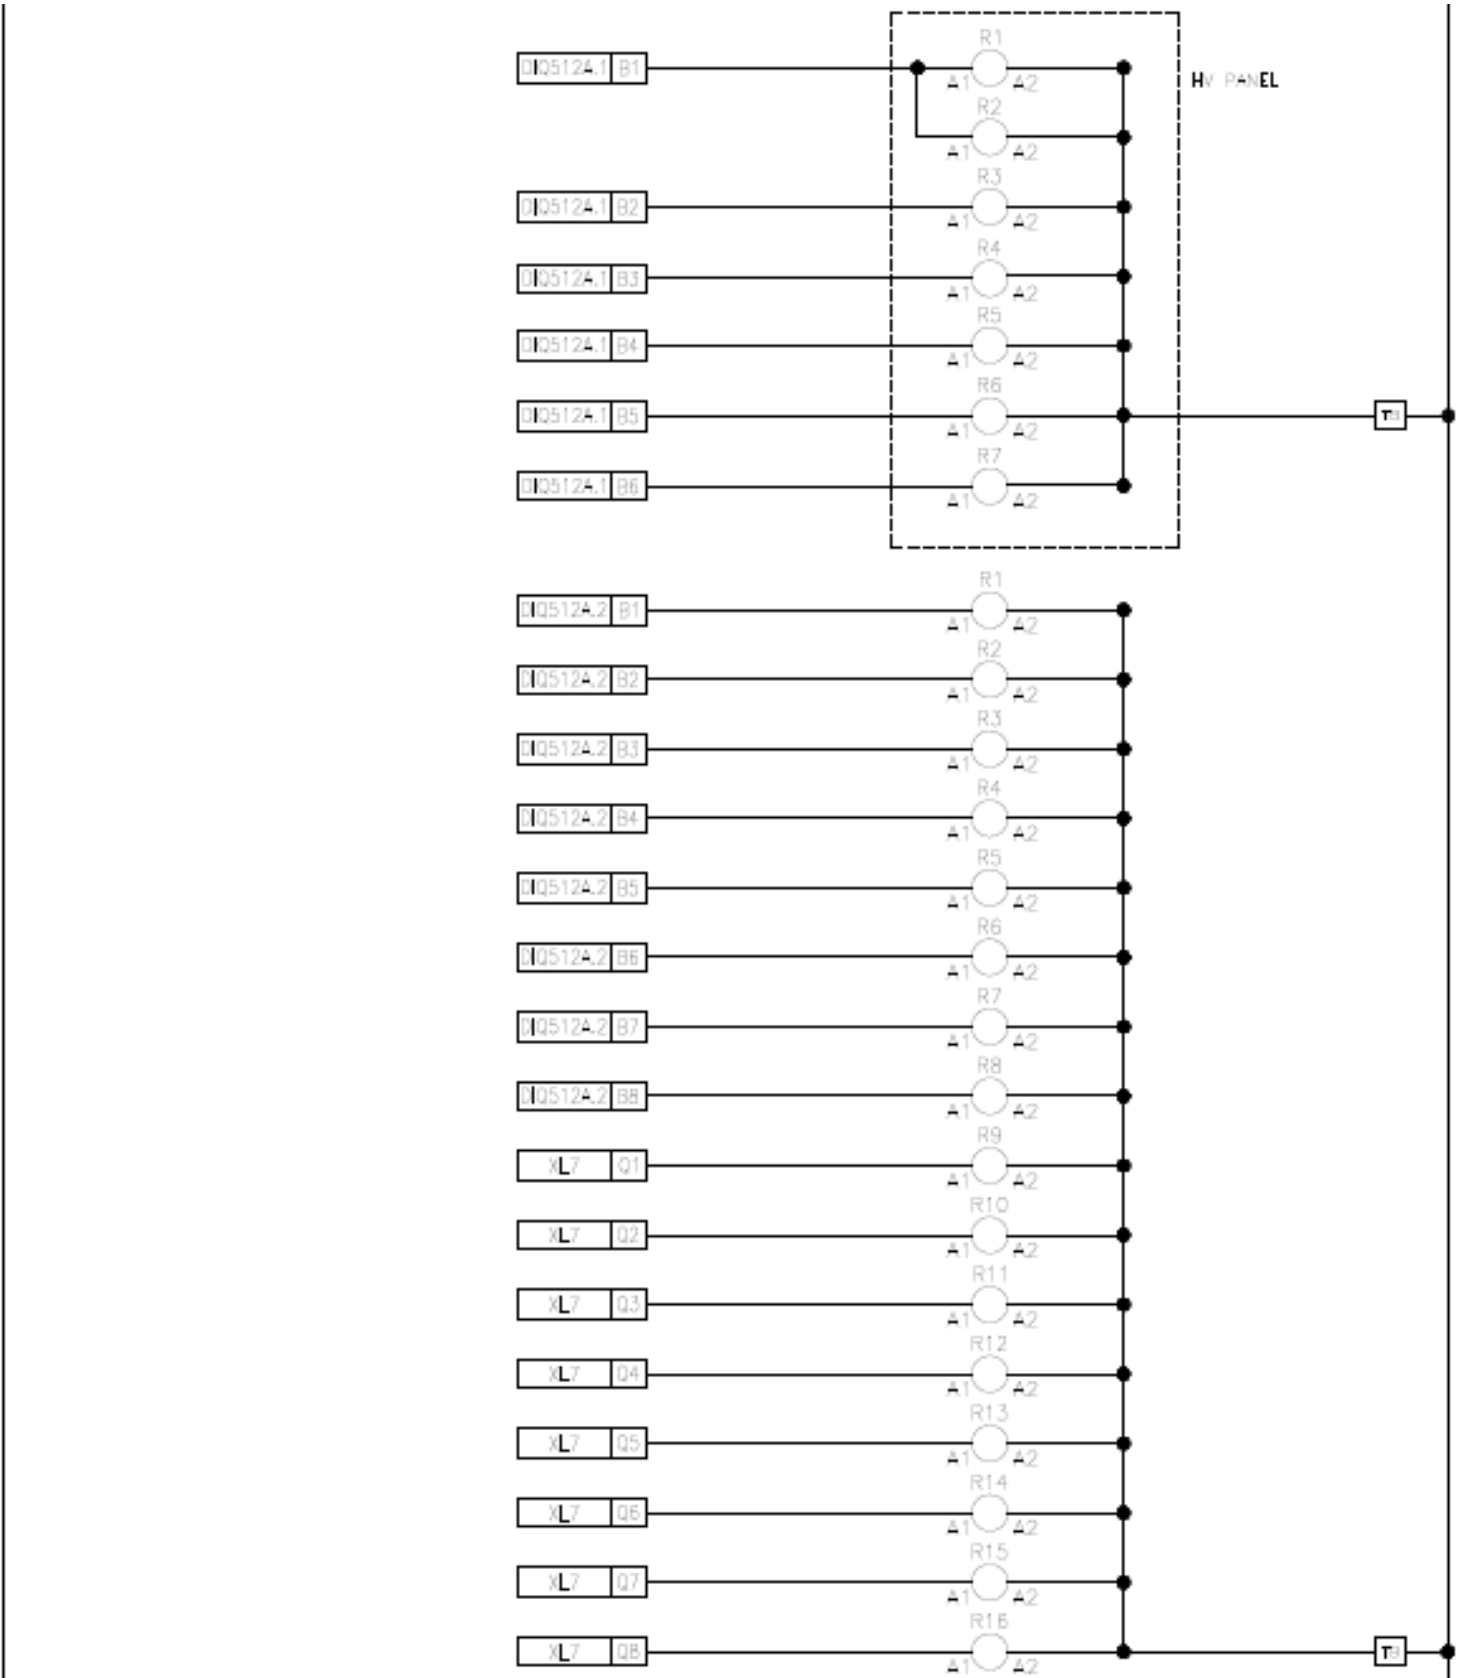 R1
DIQ512A.1 B1
A1 A2
HV PANEL
R2
A1 A2
R3
DIQ512A.1 B2
A1 A2
R4
DIQ512A.1 B3
A1 A2
R5
DIQ512A.1 B4
A1 A2
R6
DIQ512A.1 B5
A1 A2
R7
DIQ512A.1 B6
A1 A2
R1
DIQ512A.2 B1
A1 A2
R2
DIQ512A.2 B2
A1 A2
R3
DIQ512A.2 B3
A1 A2
R4
DIQ512A.2 B4
A1 A2
R5
DIQ512A.2 B5
A1 A2
R6
DIQ512A.2 B6
A1 A2
R7
DIQ512A.2 B7
A1 A2
R8
DIQ512A.2 B8
A1 A2
R9
XL7 Q1
A1 A2
R10
XL7 Q2
A1 A2
R11
XL7 Q3
A1 A2
R12
XL7 Q4
A1 A2
R13
XL7 Q5
A1 A2
R14
XL7 Q6
A1 A2
R15
XL7 Q7
A1 A2
R16
XL7 Q8
A1 A2